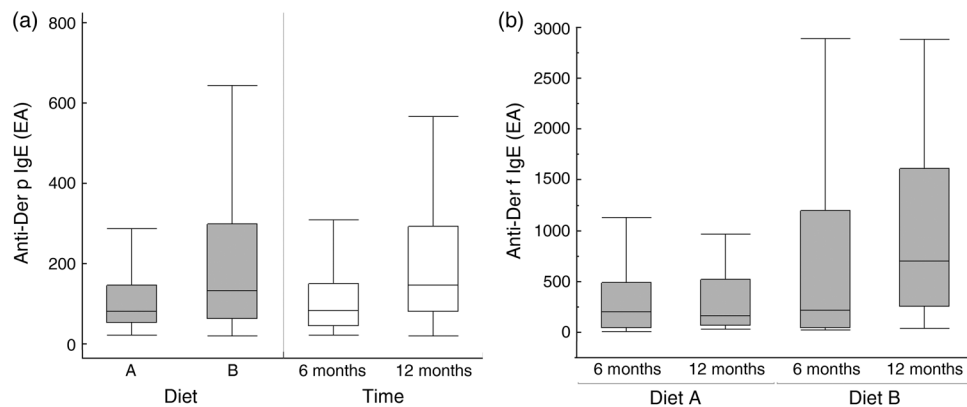 (a)
Anti-Der p IgE (EA)
800
600
400
200
0
A
B
6 months
12 months
Diet
Time
(b)
Anti-Der f IgE (EA)
3000
2500
2000
1500
1000
500
0
6 months
12 months
6 months
12 months
Diet A
Diet B